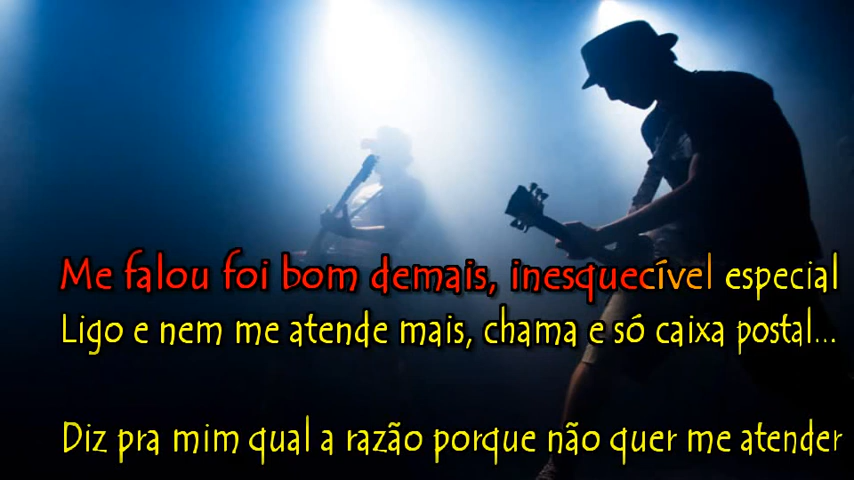 Me falou foi bom demais, inesquecível especial
Ligo e nem me atende mais, chama e só caixa postal...
Diz pra mim qual a razão porque não quer me atender